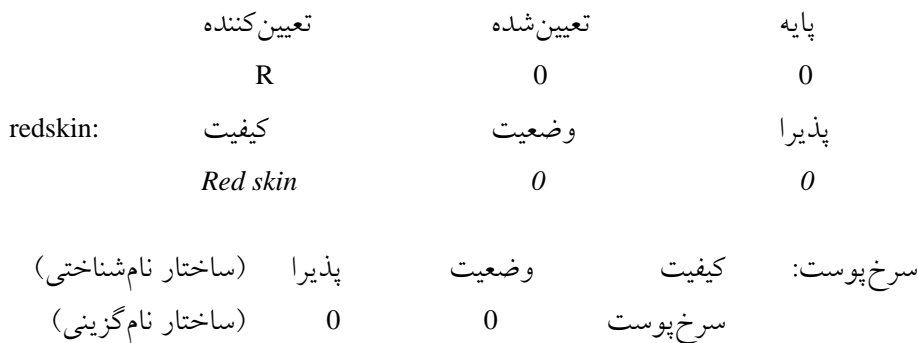 پایه تعیین‌شده تعیین‌کننده
0 0 R
پذیرا وضعیت کیفیت redskin:
0 0 Red skin
سرخ‌پوست: کیفیت وضعیت پذیرا (ساختار نام‌شناختی)
سرخ‌پوست 0 0 (ساختار نام‌گزینی)